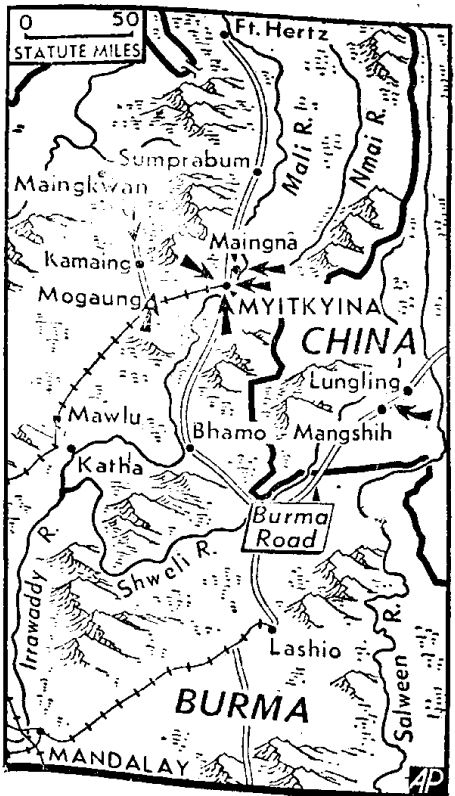 0 50
STATUTE MILES
Ft. Hertz
Mali R.
Nmai R.
Sumprabum
Maingkwan
Maingna
Kamaing
Mogaung
MYITKYINA
CHINA
Lungling
Mawlu
Bhamo
Mangshih
Katha
Burma
Road
Shweli R.
Irrawaddy R.
Salween R.
Lashio
BURMA
MANDALAY
AP